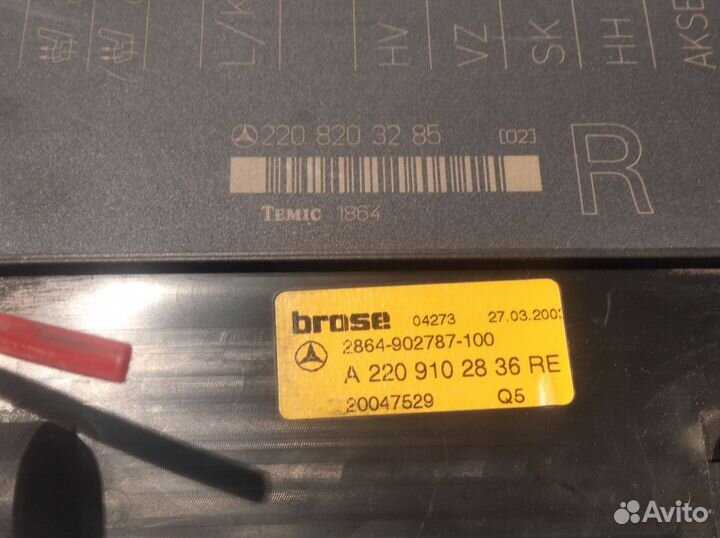 L/K HV VZ SK HH AKSE
220 820 32 85 [02]
R
TEMIC 1864
brose 04273 27.03.2003
2864-902787-100
A 220 910 28 36 RE
20047529 Q5
Avito